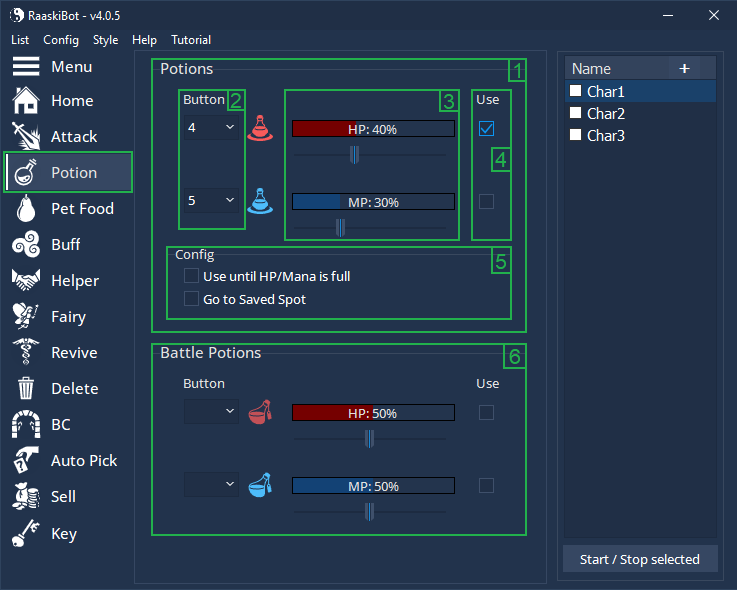 RaaskiBot - v4.0.5
List Config Style Help Tutorial
Menu
Home
Attack
Potion
Pet Food
Buff
Helper
Fairy
Revive
Delete
BC
Auto Pick
Sell
Key
Potions 1
Button 2 3 Use
4 HP: 40%
4
5 MP: 30%
Config 5
Use until HP/Mana is full
Go to Saved Spot
Battle Potions 6
Button Use
HP: 50%
MP: 50%
Name +
Char1
Char2
Char3
Start / Stop selected